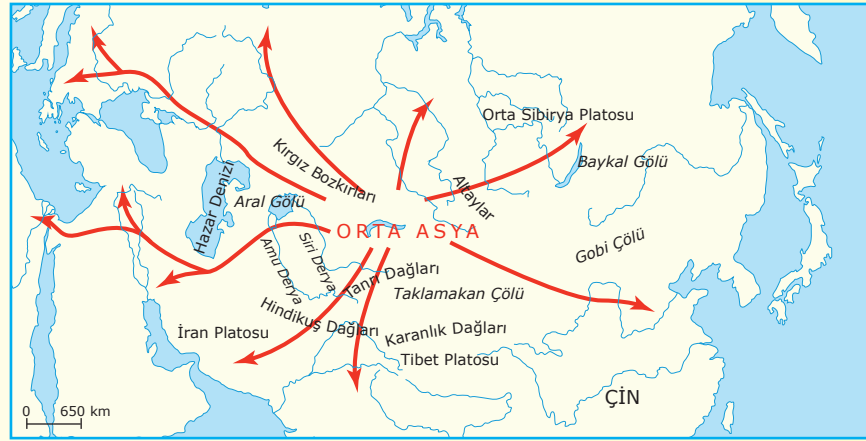 Orta Sibirya Platosu
Kırgız Bozkırları
Baykal Gölü
Altaylar
Hazar Denizi
Aral Gölü
ORTA ASYA
Gobi Çölü
Amu Derya
Siri Derya
Tanrı Dağları
Taklamakan Çölü
Hindikuş Dağları
İran Platosu
Karanlık Dağları
Tibet Platosu
ÇİN
0 650 km